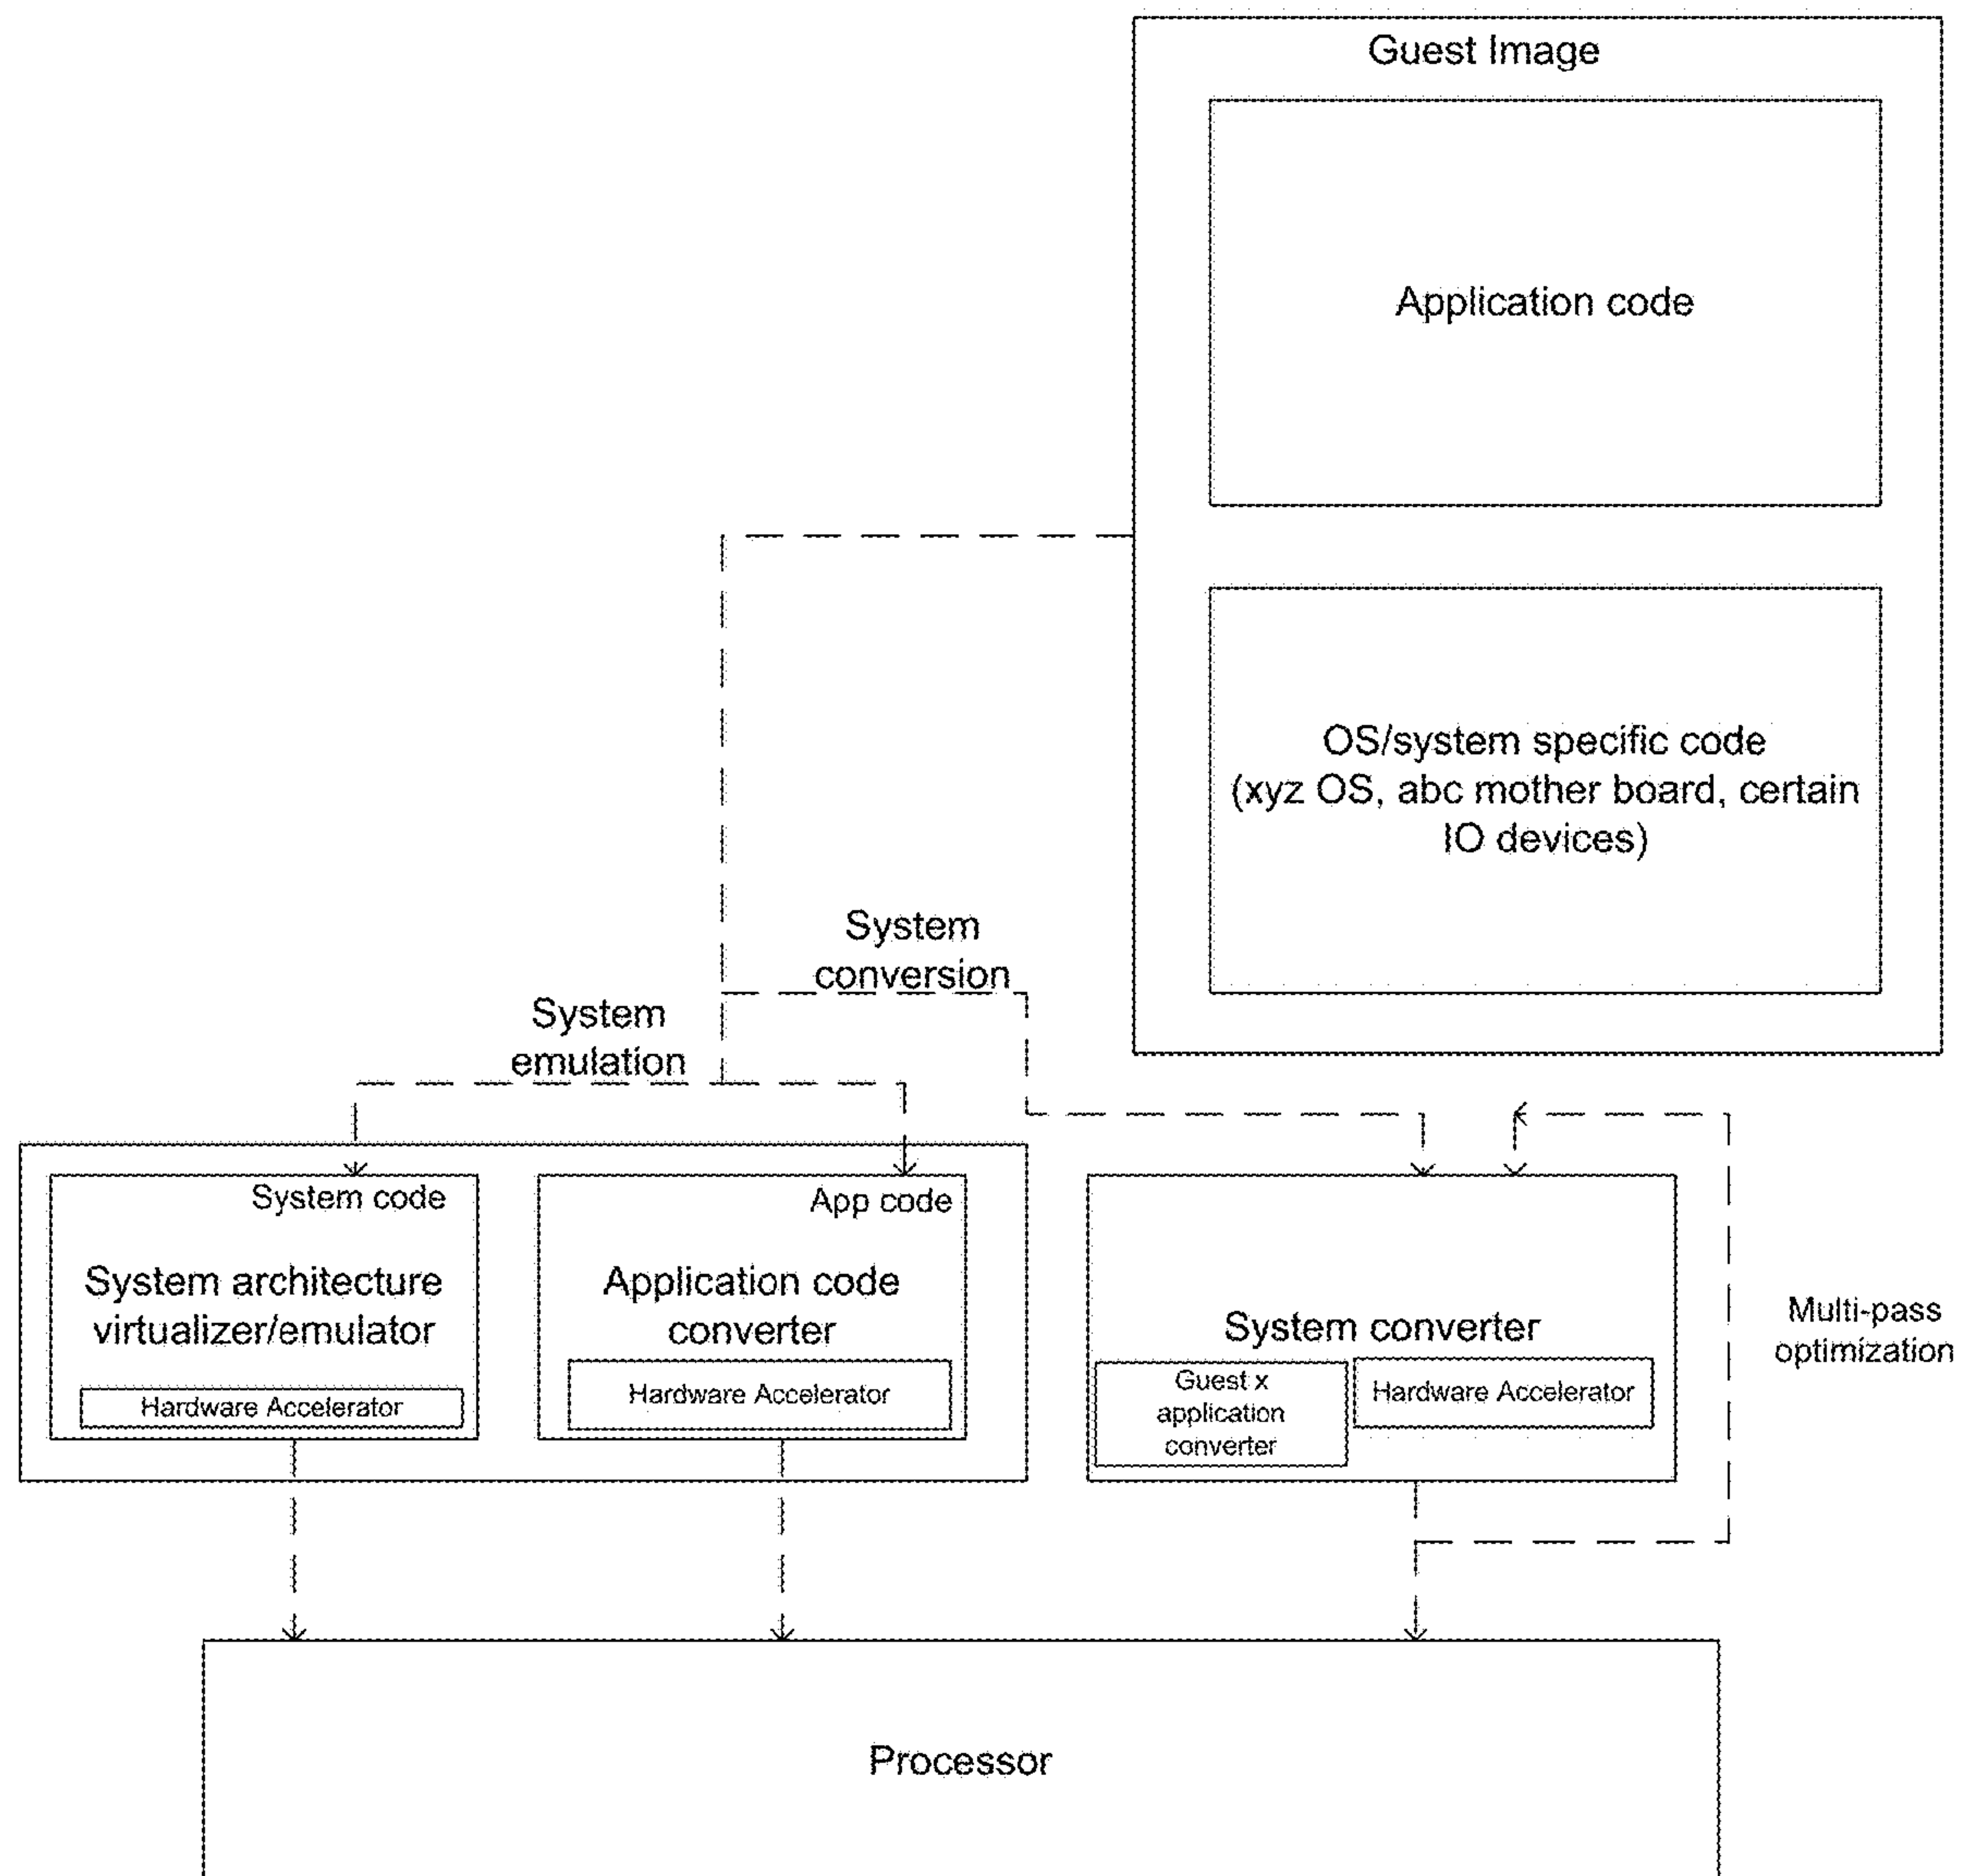 Guest Image
Application code
OS/system specific code
(xyz OS, abc mother board, certain
IO devices)
System
conversion
System
emulation
System code
App code
System architecture
virtualizer/emulator
Hardware Accelerator
Application code
converter
Hardware Accelerator
System converter
Guest x
application
converter
Hardware Accelerator
Multi-pass
optimization
Processor